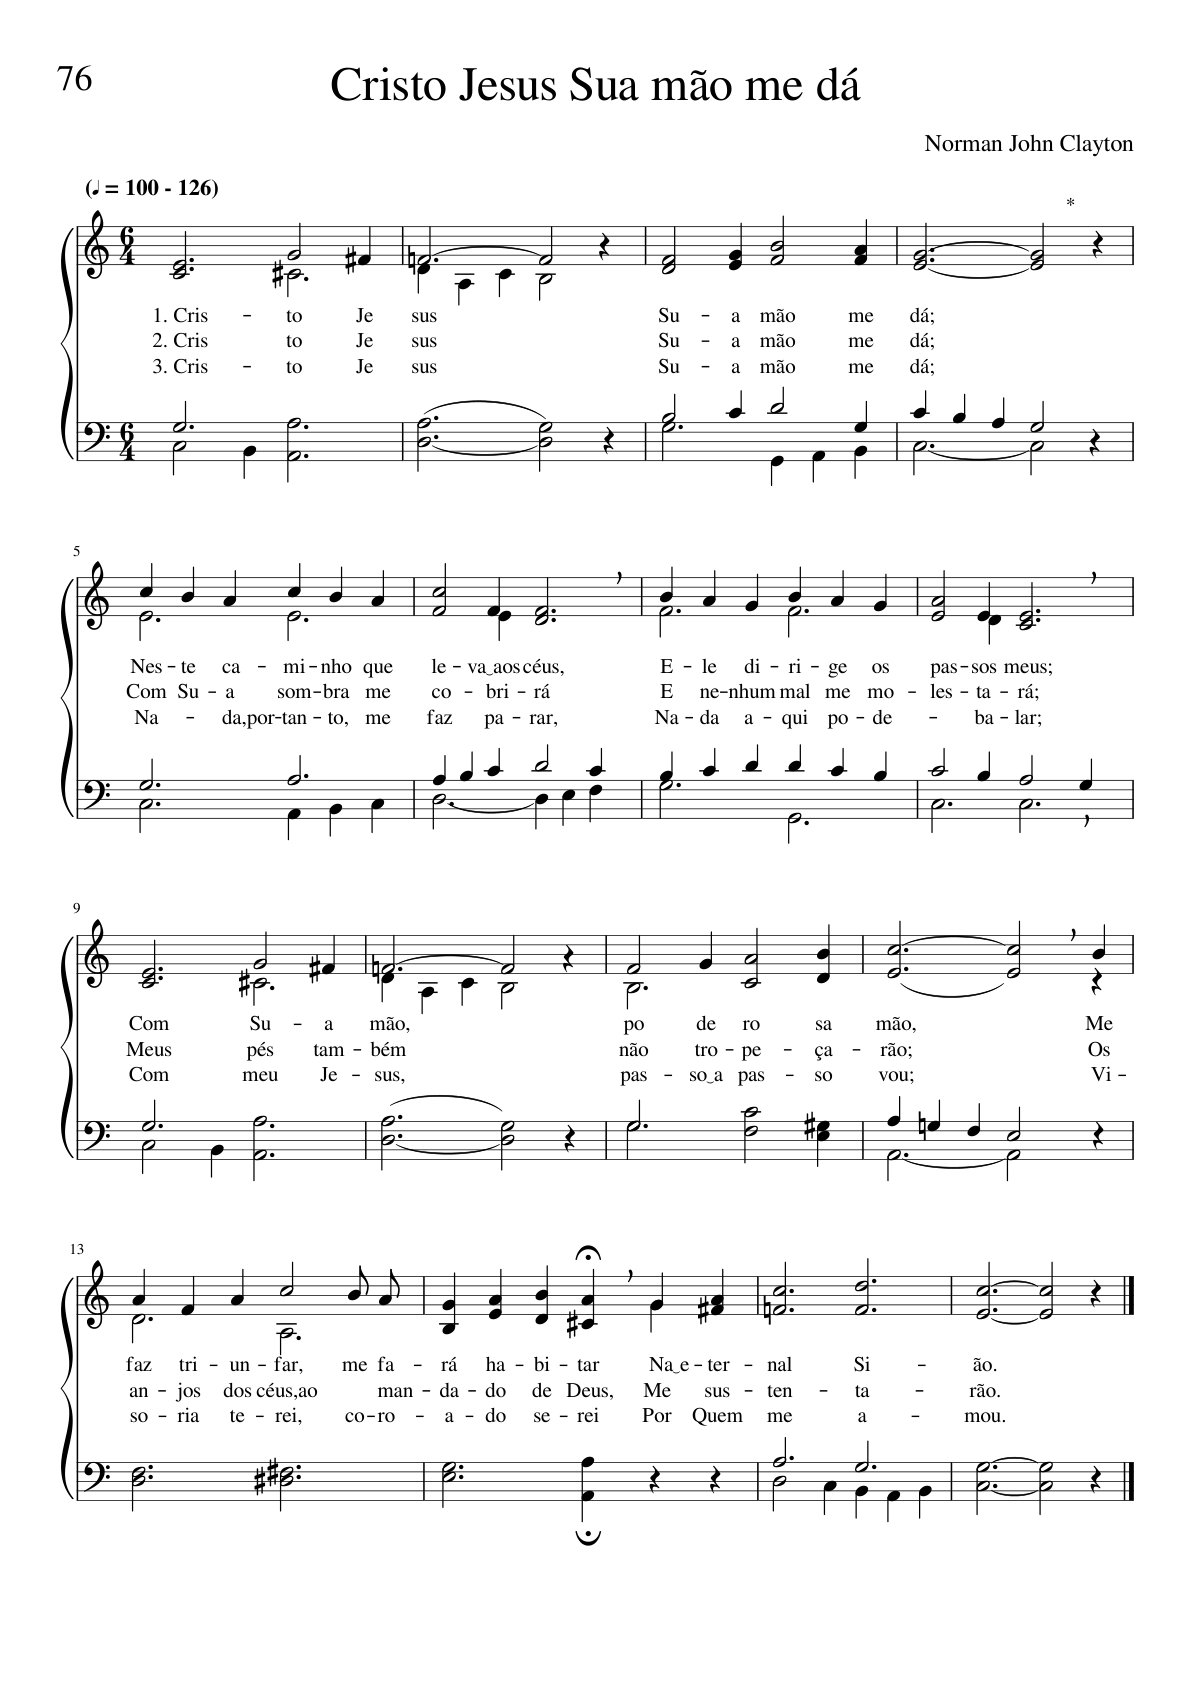 76
Cristo Jesus Sua mão me dá
Norman John Clayton
(♩ = 100 - 126)
*
1. Cris - to Je sus Su - a mão me dá;
2. Cris to Je sus Su - a mão me dá;
3. Cris - to Je sus Su - a mão me dá;
5
Nes - te ca - mi - nho que le - va‿aos céus, E - le di - ri - ge os pas - sos meus;
Com Su - a som - bra me co - bri - rá E ne - nhum mal me mo - les - ta - rá;
Na - da,por - tan - to, me faz pa - rar, Na - da a - qui po - de - ba - lar;
9
Com Su - a mão, po de ro sa mão, Me
Meus pés tam - bém não tro - pe - ça - rão; Os
Com meu Je - sus, pas - so‿a pas - so vou; Vi -
13
faz tri - un - far, me fa - rá ha - bi - tar Na‿e - ter - nal Si - ão.
an - jos dos céus,ao man - da - do de Deus, Me sus - ten - ta - rão.
so - ria te - rei, co - ro - a - do se - rei Por Quem me a - mou.